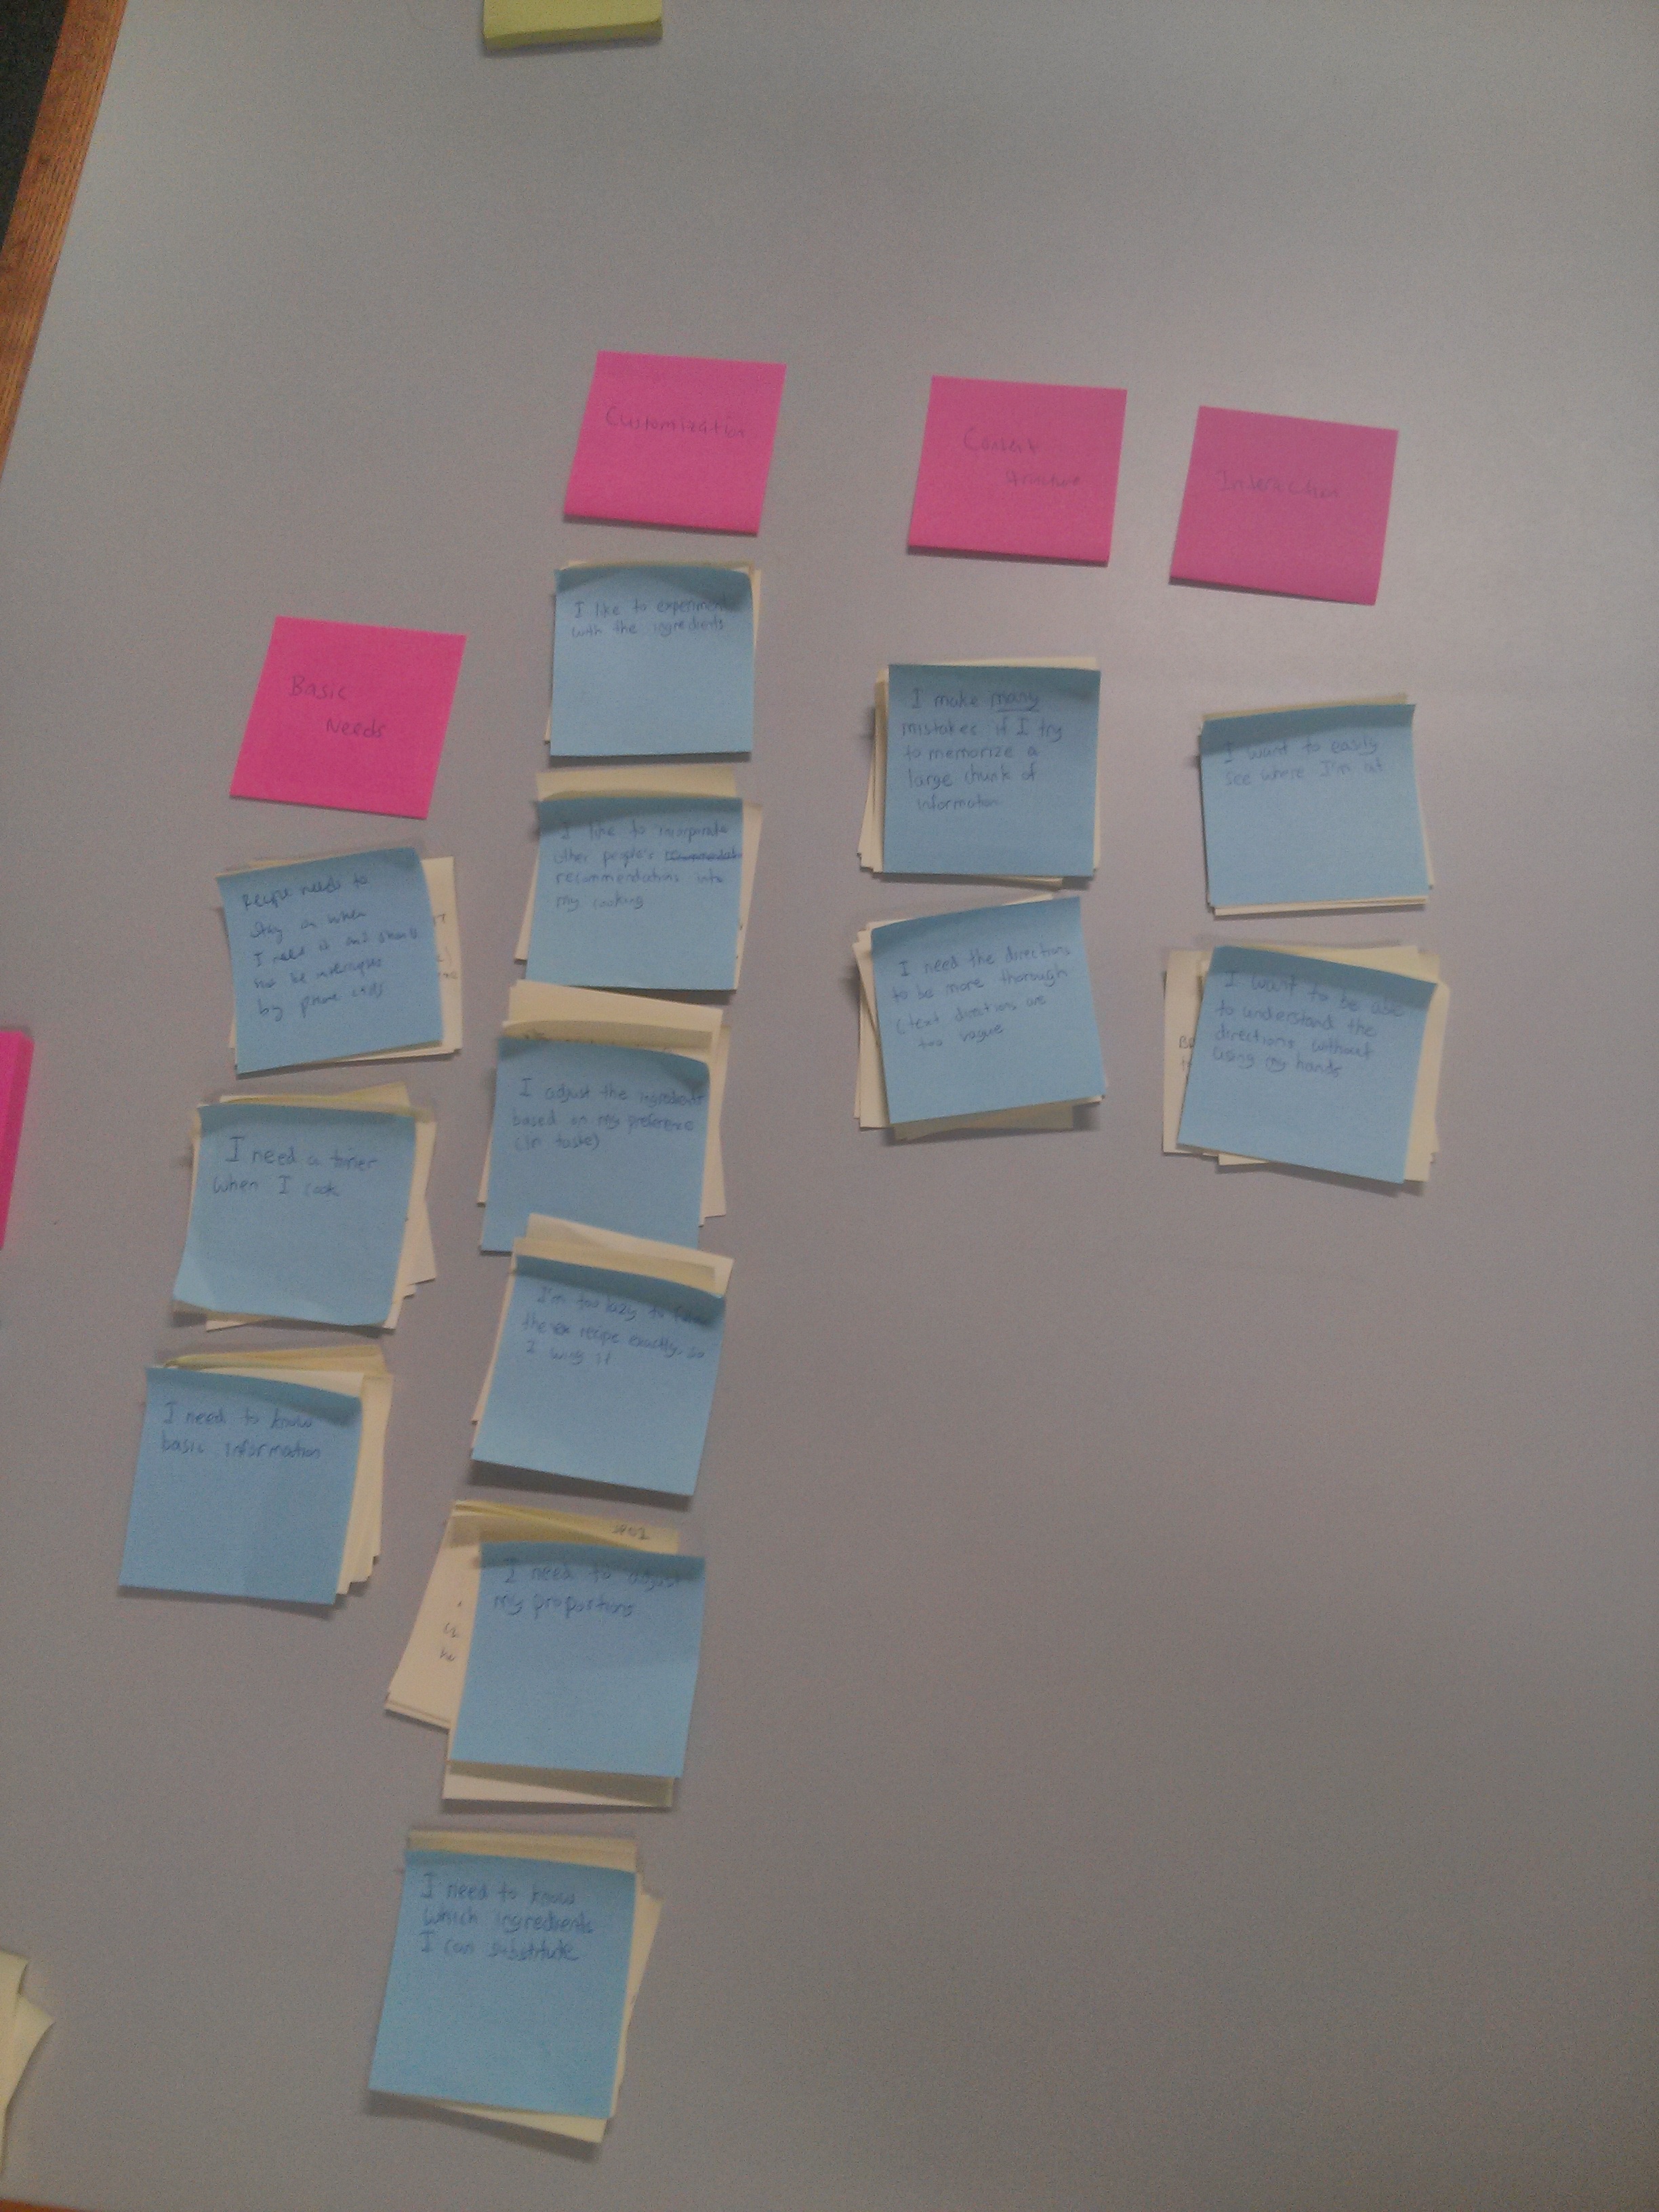 Basic
Needs
Recipe needs to
stay on when
I need it and should
not be interrupted
by phone calls
I need a timer
when I cook
I need to know
basic information
Customization
I like to experiment
with the ingredients
I like to incorporate
other people's
recommendations into
my cooking
I adjust the ingredients
based on my preference
(in taste)
I'm too lazy to
the recipe exactly, so
I wing it
I need to adjust
my proportions
I need to know
which ingredients
I can substitute
structure
I make many
mistakes if I try
to memorize a
large chunk of
information
I need the directions
to be more thorough
(text directions are
too vague
Interaction
I want to easily
see where I'm at
I want to be able
to understand the
directions without
using my hands